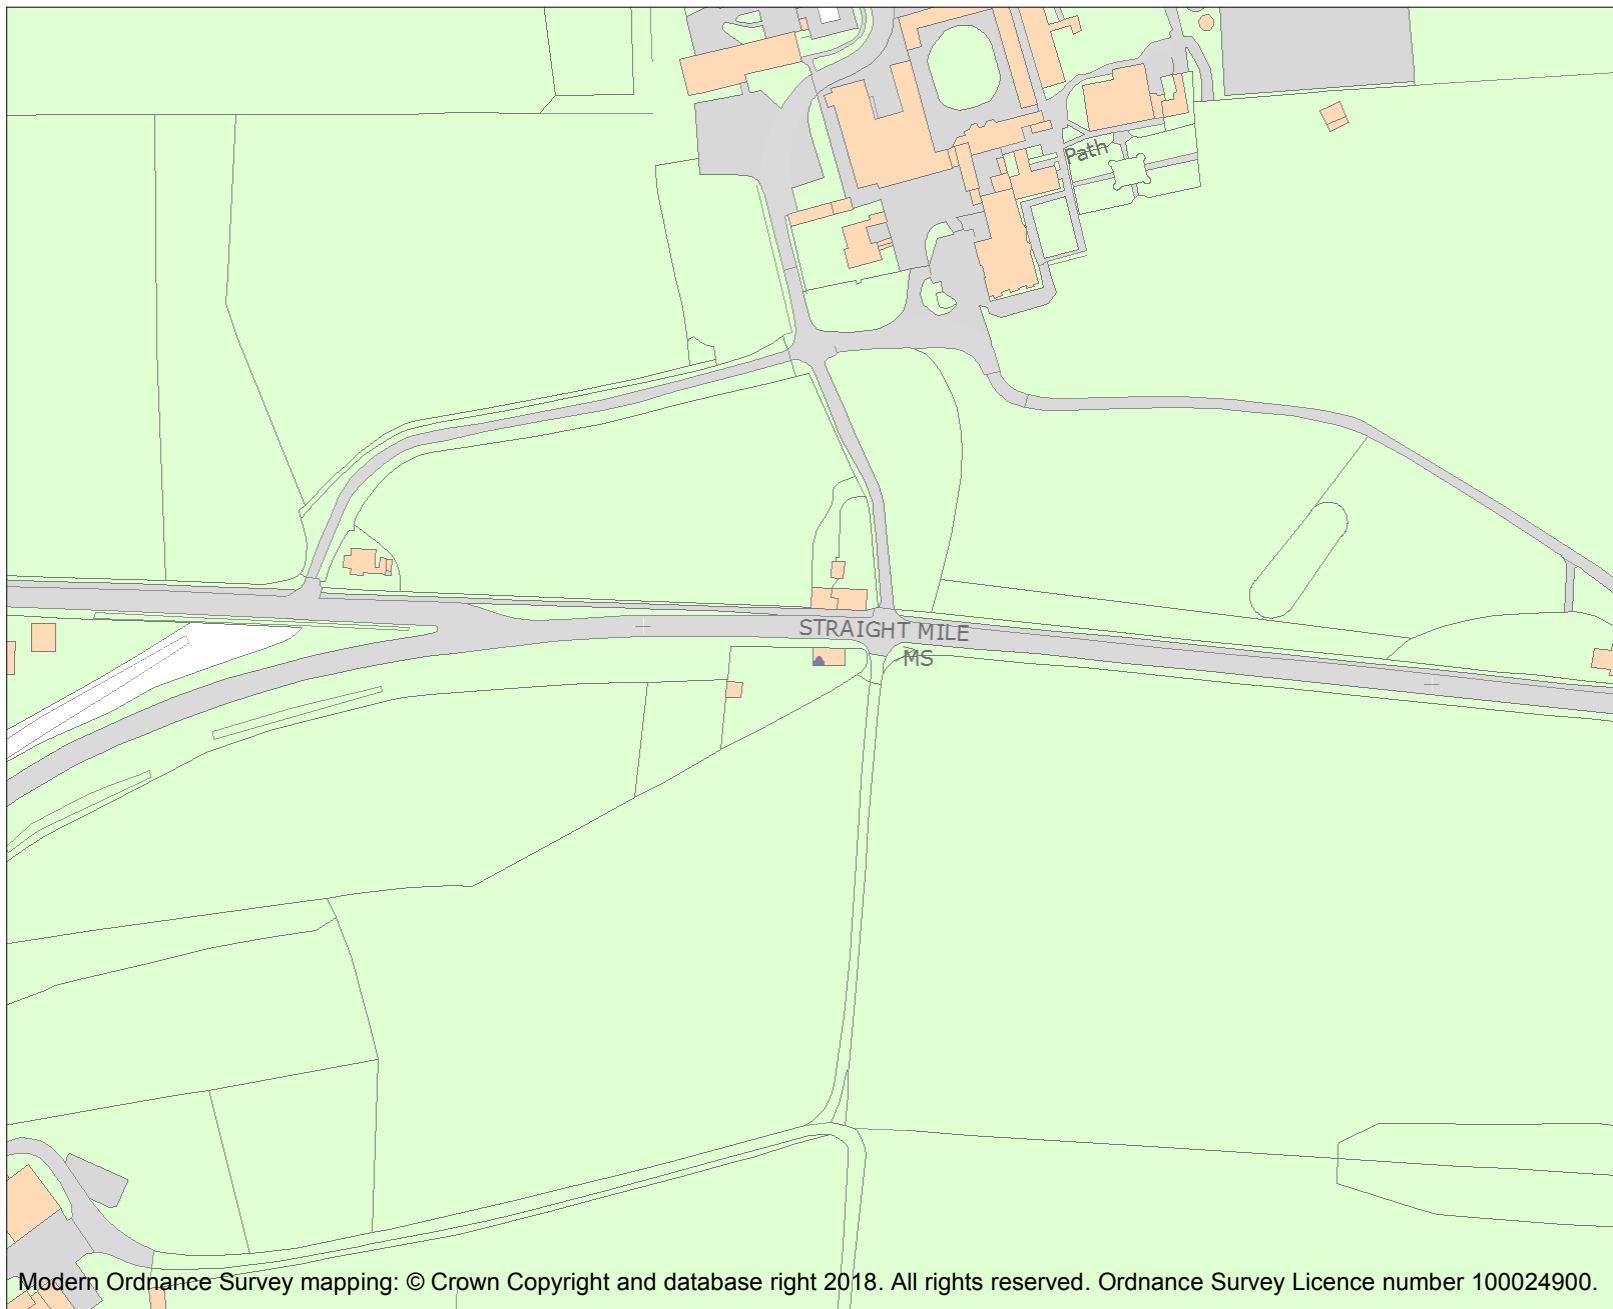 Path
STRAIGHT MILE
MS
Modern Ordnance Survey mapping: © Crown Copyright and database right 2018. All rights reserved. Ordnance Survey Licence number 100024900.